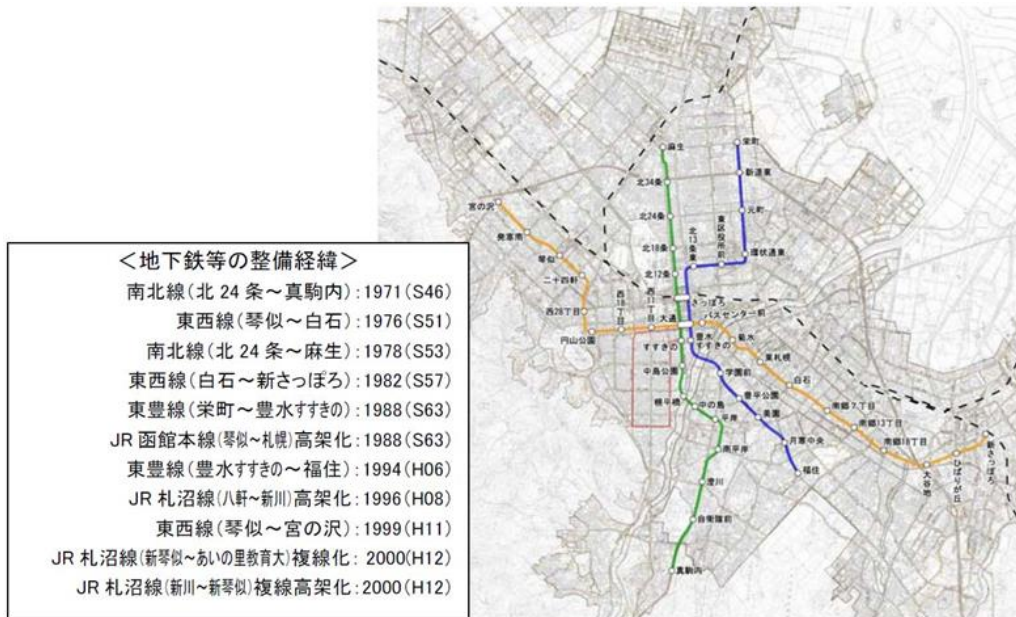 ＜地下鉄等の整備経緯＞
南北線(北24条～真駒内):1971(S46)
東西線(琴似～白石):1976(S51)
南北線(北24条～麻生):1978(S53)
東西線(白石～新さっぽろ):1982(S57)
東豊線(栄町～豊水すすきの):1988(S63)
JR函館本線(琴似～札幌)高架化:1988(S63)
東豊線(豊水すすきの～福住):1994(H06)
JR札沼線(八軒～新川)高架化:1996(H08)
東西線(琴似～宮の沢):1999(H11)
JR札沼線(新琴似～あいの里教育大)複線化:2000(H12)
JR札沼線(新川～新琴似)複線高架化:2000(H12)
栄町
麻生
新道東
北34条
元町
宮の沢
北24条
東区役所前
北13条東
発寒南
北18条
環状通東
琴似
北12条
二十四軒
さっぽろ
西28丁目
西18丁目
西11丁目
大通
バスセンター前
円山公園
すすきの
豊水すすきの
菊水
東札幌
中島公園
学園前
白石
幌平橋
中の島
豊平公園
南郷7丁目
平岸
美園
南郷13丁目
月寒中央
南郷18丁目
新さっぽろ
南平岸
福住
大谷地
ひばりが丘
澄川
自衛隊前
真駒内